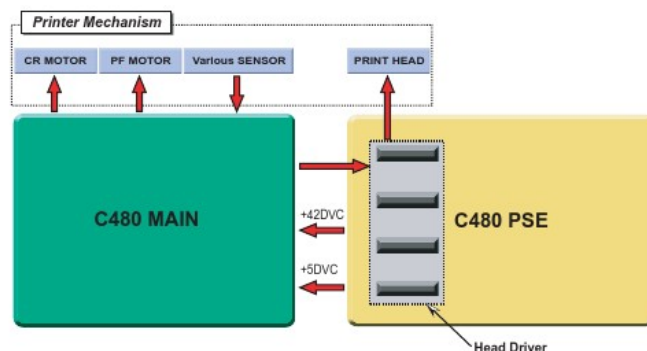 Printer Mechanism
CR MOTOR
PF MOTOR
Various SENSOR
PRINT HEAD
C480 MAIN
+42DVC
+5DVC
C480 PSE
Head Driver